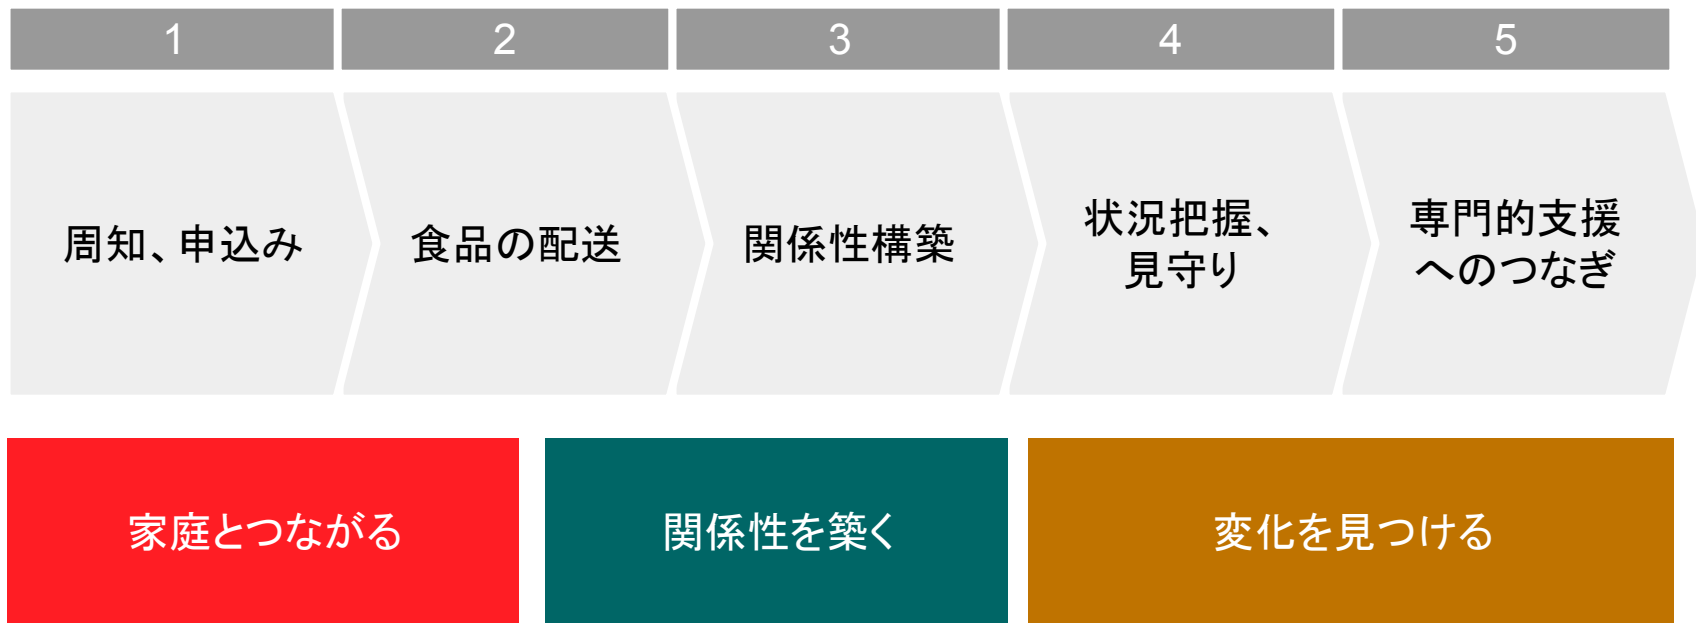 1
2
3
4
5
周知、申込み
食品の配送
関係性構築
状況把握、
見守り
専門的支援
へのつなぎ
家庭とつながる
関係性を築く
変化を見つける